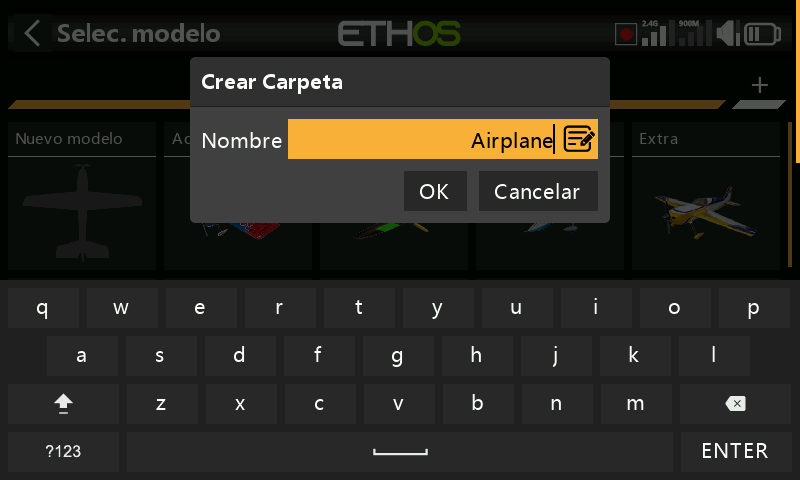 Selec. modelo
ETHOS
2.4G
900M
Crear Carpeta
Nombre
Airplane
OK
Cancelar
Nuevo modelo
Extra
q w e r t y u i o p
a s d f g h j k l
z x c v b n m
?123
ENTER